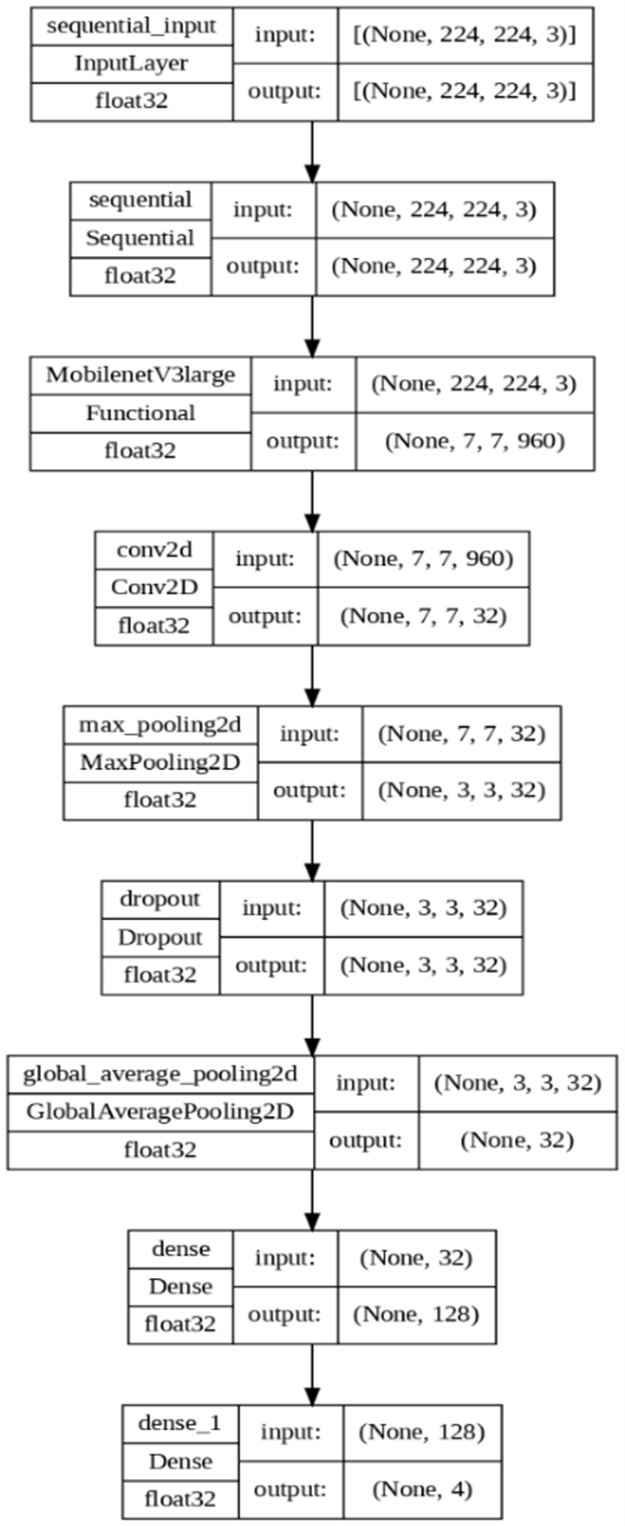 sequential_input
InputLayer
float32
input:
[(None, 224, 224, 3)]
output:
[(None, 224, 224, 3)]
sequential
Sequential
float32
input:
(None, 224, 224, 3)
output:
(None, 224, 224, 3)
MobilenetV3large
Functional
float32
input:
(None, 224, 224, 3)
output:
(None, 7, 7, 960)
conv2d
Conv2D
float32
input:
(None, 7, 7, 960)
output:
(None, 7, 7, 32)
max_pooling2d
MaxPooling2D
float32
input:
(None, 7, 7, 32)
output:
(None, 3, 3, 32)
dropout
Dropout
float32
input:
(None, 3, 3, 32)
output:
(None, 3, 3, 32)
global_average_pooling2d
GlobalAveragePooling2D
float32
input:
(None, 3, 3, 32)
output:
(None, 32)
dense
Dense
float32
input:
(None, 32)
output:
(None, 128)
dense_1
Dense
float32
input:
(None, 128)
output:
(None, 4)